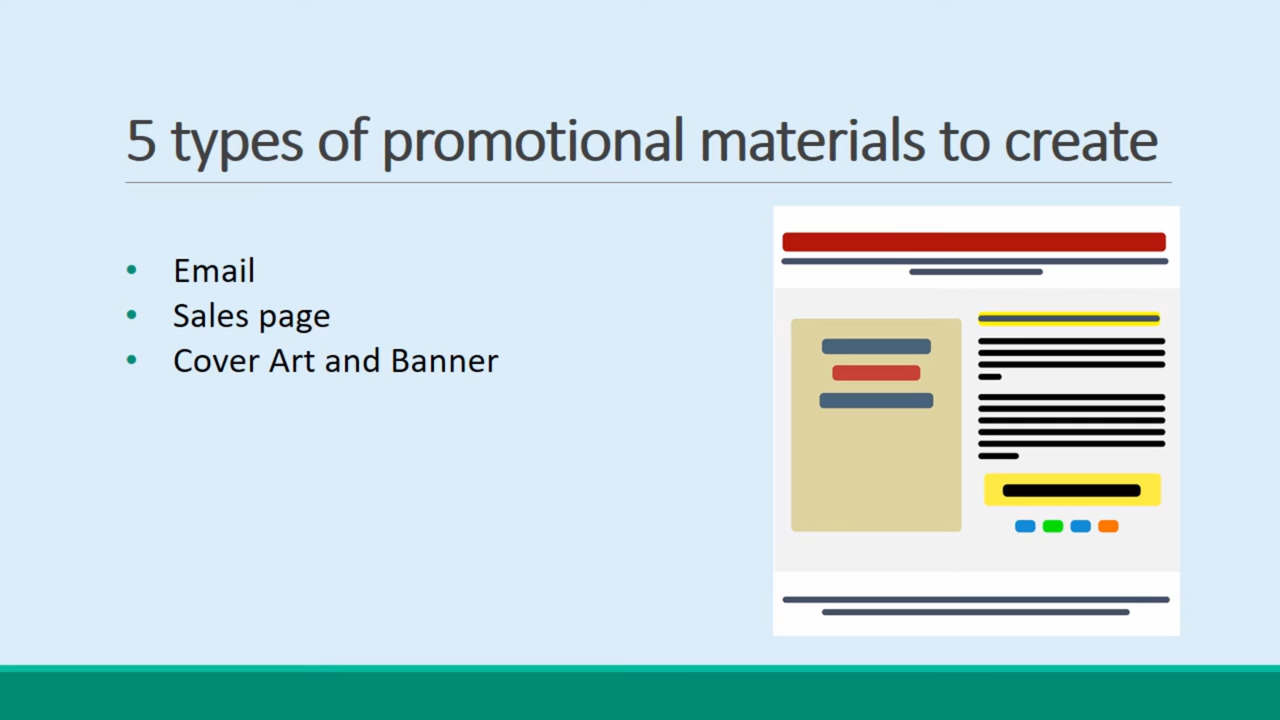 5 types of promotional materials to create
• Email
• Sales page
• Cover Art and Banner